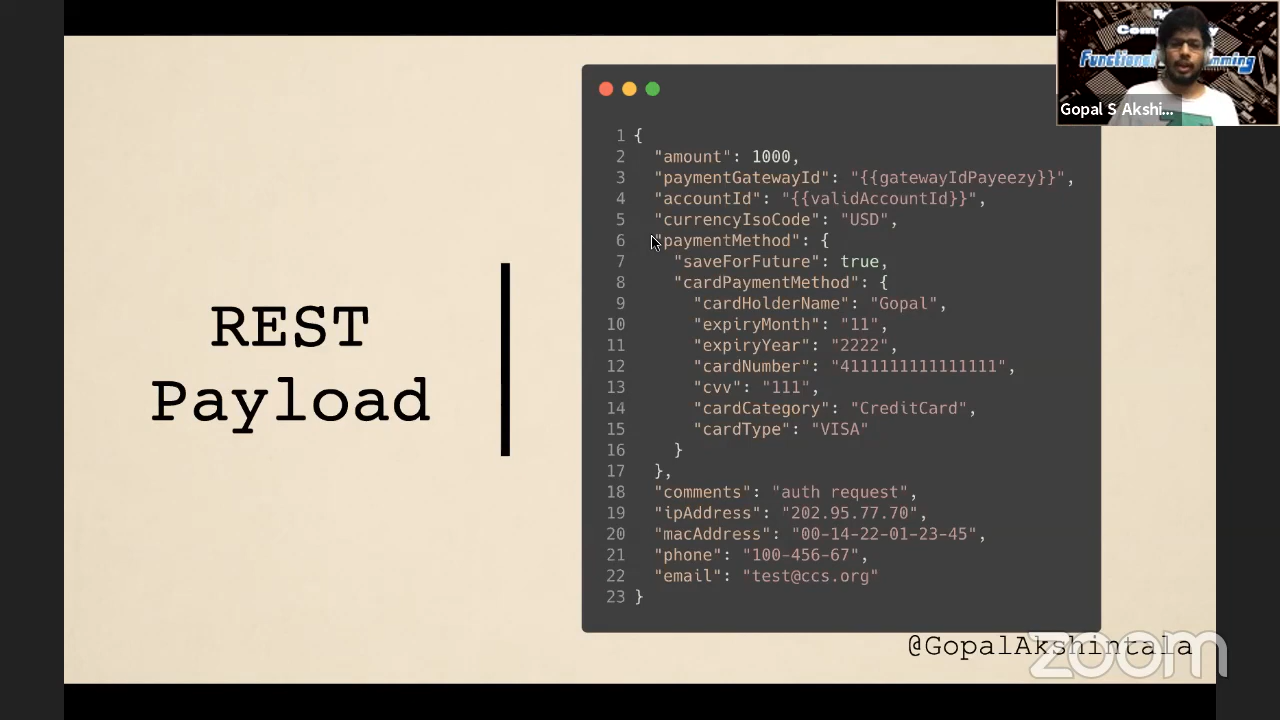 REST
Payload
1 {
2 "amount": 1000,
3 "paymentGatewayId": "{{gatewayIdPayeezy}}",
4 "accountId": "{{validAccountId}}",
5 "currencyIsoCode": "USD",
6 "paymentMethod": {
7 "saveForFuture": true,
8 "cardPaymentMethod": {
9 "cardHolderName": "Gopal",
10 "expiryMonth": "11",
11 "expiryYear": "2222",
12 "cardNumber": "4111111111111111",
13 "cvv": "111",
14 "cardCategory": "CreditCard",
15 "cardType": "VISA"
16 }
17 },
18 "comments": "auth request",
19 "ipAddress": "202.95.77.70",
20 "macAddress": "00-14-22-01-23-45",
21 "phone": "100-456-67",
22 "email": "test@ccs.org"
23 }
Gopal S Akshi...
@GopalAkshintala
zoom